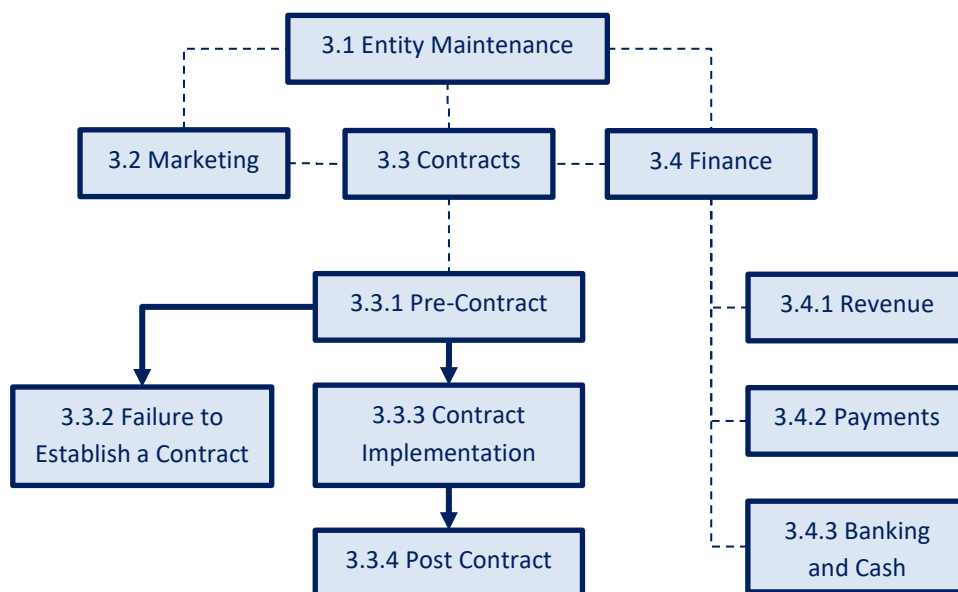 3.1 Entity Maintenance
3.2 Marketing
3.3 Contracts
3.4 Finance
3.3.1 Pre-Contract
3.4.1 Revenue
3.3.2 Failure to
Establish a Contract
3.3.3 Contract
Implementation
3.4.2 Payments
3.3.4 Post Contract
3.4.3 Banking
and Cash